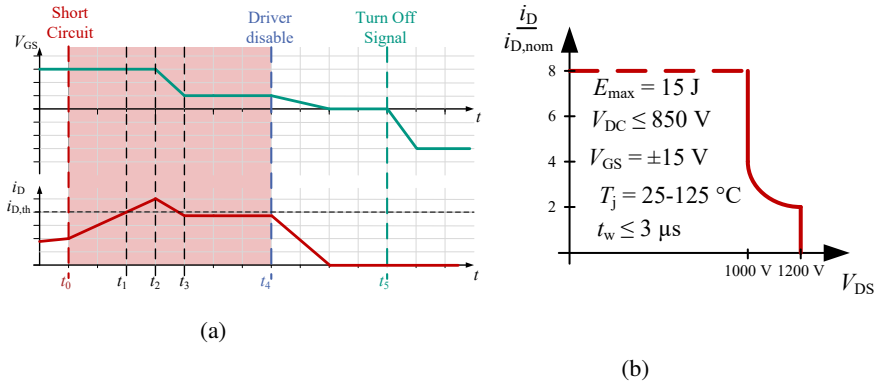 Short
Circuit
Driver
disable
Turn Off
Signal
V_GS
t
i_D
i_D,th
t
t_0
t_1
t_2
t_3
t_4
t_5
(a)
i_D
i_D,nom
8
6
4
2
E_max = 15 J
V_DC ≤ 850 V
V_GS = ±15 V
T_j = 25-125 °C
t_w ≤ 3 µs
1000 V 1200 V
V_DS
(b)